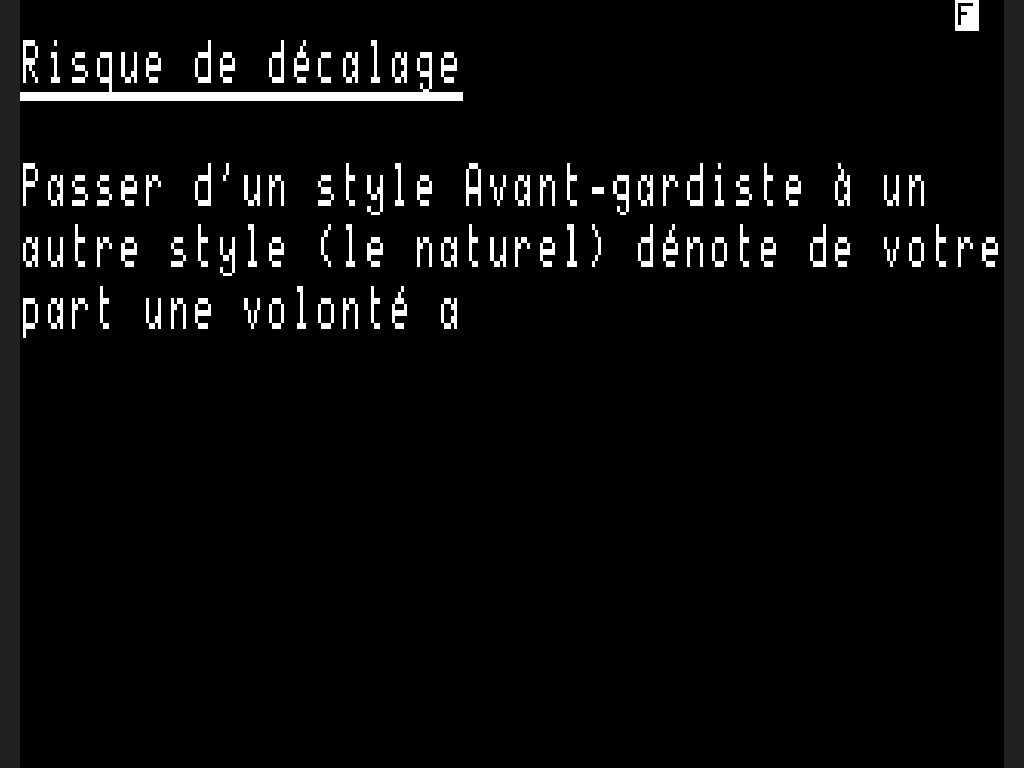 F
Risque de décalage
Passer d'un style Avant-gardiste à un
autre style (le naturel) dénote de votre
part une volonté a